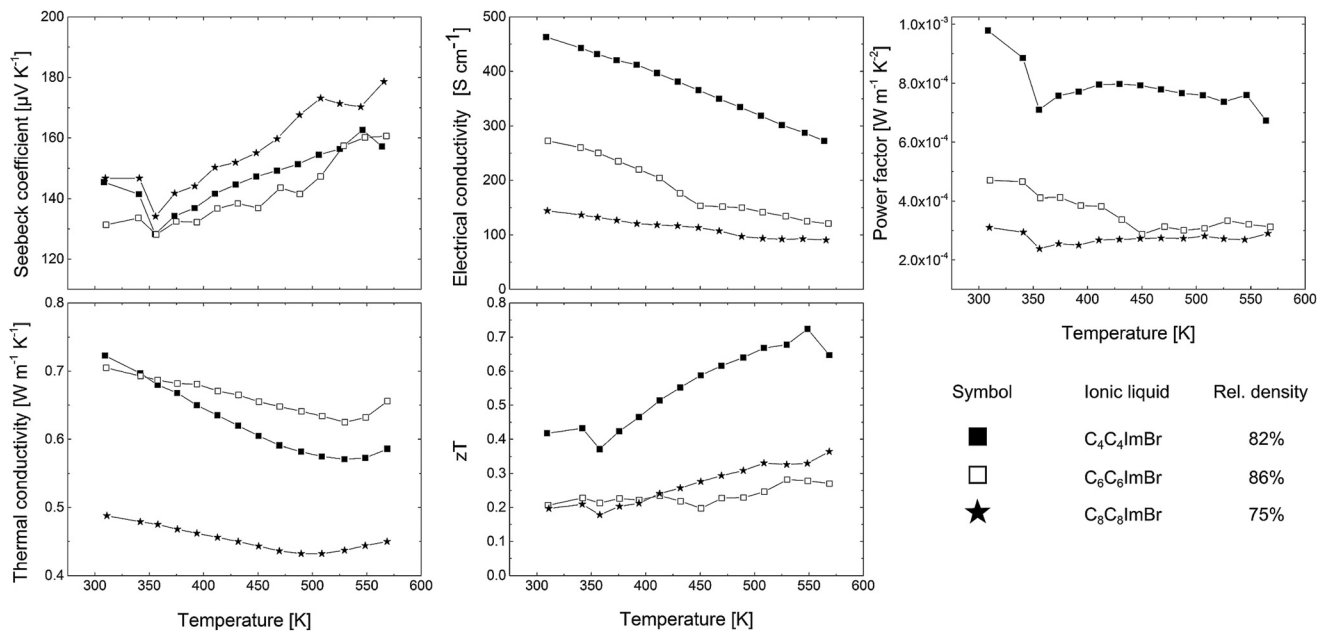 200
180
160
140
120
Seebeck coefficient [µV K⁻¹]
500
400
300
200
100
0
Electrical conductivity [S cm⁻¹]
1.0x10⁻³
8.0x10⁻⁴
6.0x10⁻⁴
4.0x10⁻⁴
2.0x10⁻⁴
Power factor [W m⁻¹ K⁻²]
300 350 400 450 500 550 600
Temperature [K]
0.8
0.7
0.6
0.5
0.4
Thermal conductivity [W m⁻¹ K⁻¹]
300 350 400 450 500 550 600
Temperature [K]
0.8
0.7
0.6
0.5
0.4
0.3
0.2
0.1
0.0
zT
300 350 400 450 500 550 600
Temperature [K]
Symbol Ionic liquid Rel. density
C₄C₄ImBr 82%
C₆C₆ImBr 86%
C₈C₈ImBr 75%